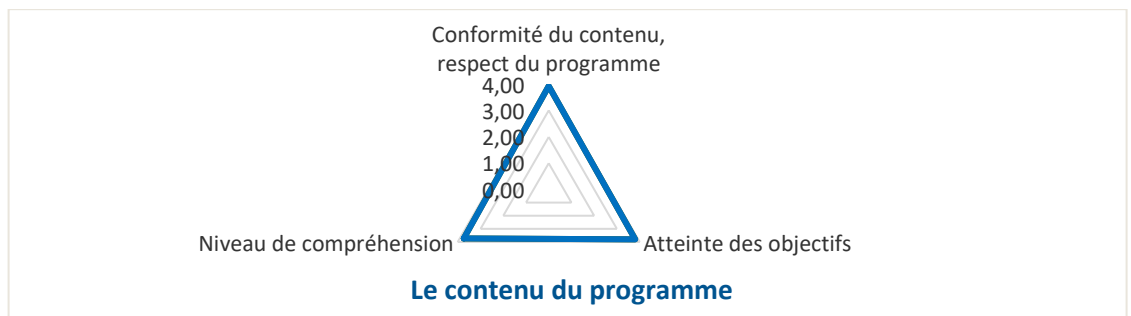 Conformité du contenu,
respect du programme
4,00
3,00
2,00
1,00
0,00
Niveau de compréhension
Atteinte des objectifs
Le contenu du programme